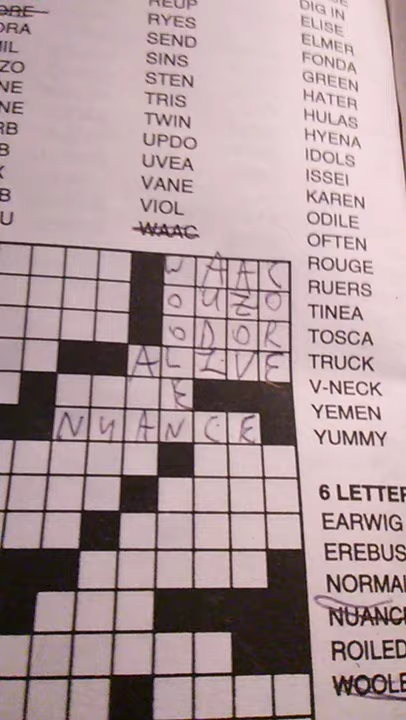 REUP
RYES
SEND
SINS
STEN
TRIS
TWIN
UPDO
UVEA
VANE
VIOL
WAAC
DIG IN
ELISE
ELMER
FONDA
GREEN
HATER
HULAS
HYENA
IDOLS
ISSEI
KAREN
ODILE
OFTEN
ROUGE
RUERS
TINEA
TOSCA
TRUCK
V-NECK
YEMEN
YUMMY
6 LETTER
EARWIG
EREBUS
NORMA
NUANC
ROILED
WOOLE
WAAC
OUZO
ODOR
ALIVE
E
NUANCE